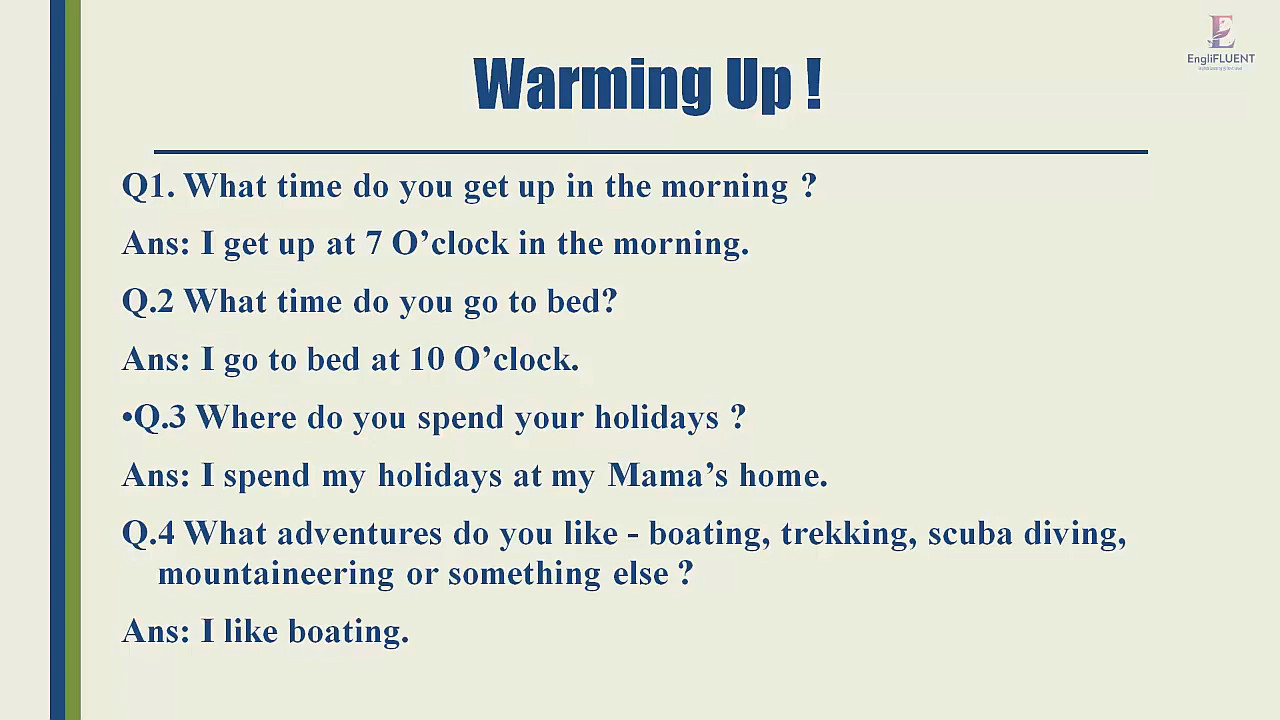 EngliFLUENT
Warming Up !
Q1. What time do you get up in the morning ?
Ans: I get up at 7 O’clock in the morning.
Q.2 What time do you go to bed?
Ans: I go to bed at 10 O’clock.
•Q.3 Where do you spend your holidays ?
Ans: I spend my holidays at my Mama’s home.
Q.4 What adventures do you like - boating, trekking, scuba diving,
mountaineering or something else ?
Ans: I like boating.